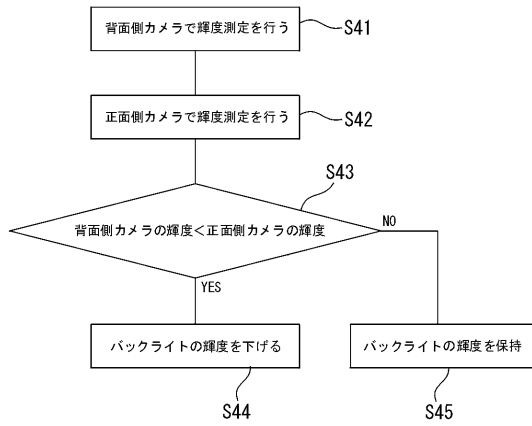 背面側カメラで輝度測定を行う
S41
正面側カメラで輝度測定を行う
S42
S43
背面側カメラの輝度<正面側カメラの輝度
NO
YES
バックライトの輝度を下げる
バックライトの輝度を保持
S44
S45